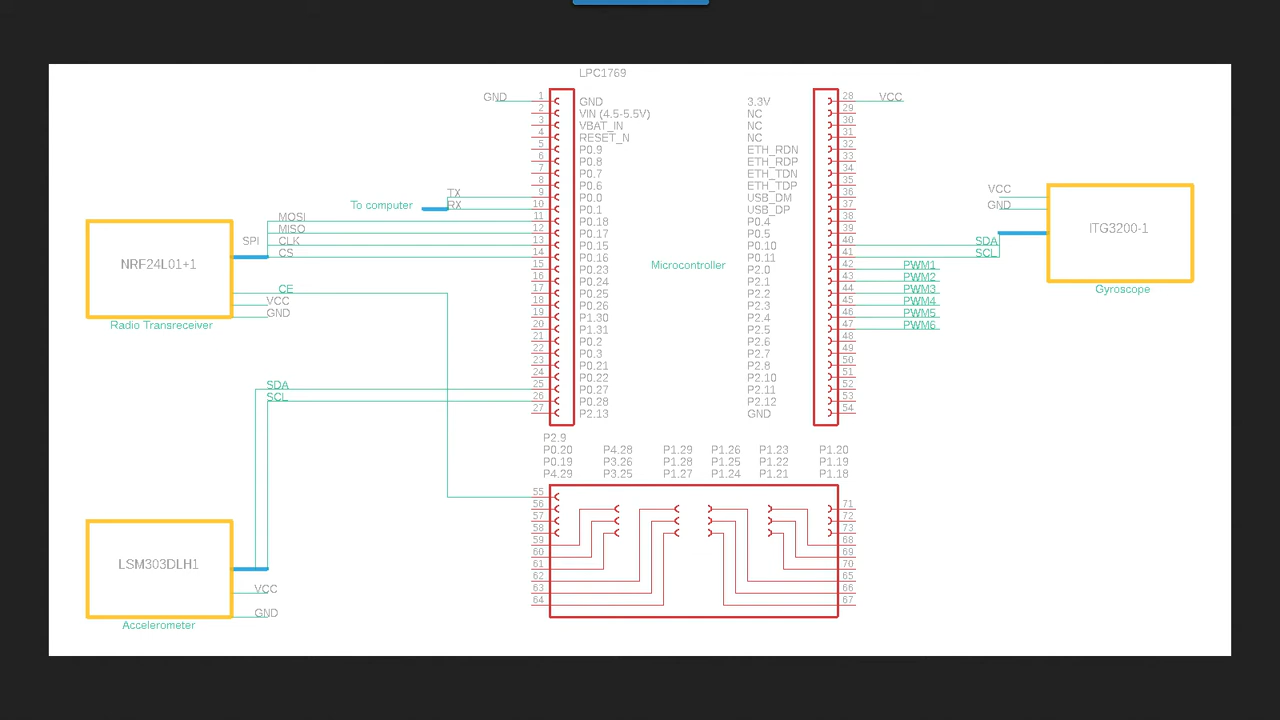 LPC1769
GND
1
2
3
4
5
6
7
8
9
10
11
12
13
14
15
16
17
18
19
20
21
22
23
24
25
26
27
GND
VIN (4.5-5.5V)
VBAT_IN
RESET_N
P0.9
P0.8
P0.7
P0.6
P0.0
P0.1
P0.18
P0.17
P0.15
P0.16
P0.23
P0.24
P0.25
P0.26
P1.30
P1.31
P0.2
P0.3
P0.21
P0.22
P0.27
P0.28
P2.13
Microcontroller
3.3V
NC
NC
NC
ETH_RDN
ETH_RDP
ETH_TDN
ETH_TDP
USB_DM
USB_DP
P0.4
P0.5
P0.10
P0.11
P2.0
P2.1
P2.2
P2.3
P2.4
P2.5
P2.6
P2.7
P2.8
P2.10
P2.11
P2.12
GND
28
29
30
31
32
33
34
35
36
37
38
39
40
41
42
43
44
45
46
47
48
49
50
51
52
53
54
VCC
To computer
TX
RX
SPI
MOSI
MISO
CLK
CS
CE
VCC
GND
NRF24L01+1
Radio Transreceiver
SDA
SCL
LSM303DLH1
VCC
GND
Accelerometer
VCC
GND
SDA
SCL
ITG3200-1
Gyroscope
PWM1
PWM2
PWM3
PWM4
PWM5
PWM6
P2.9
P0.20 P4.28 P1.29 P1.26 P1.23 P1.20
P0.19 P3.26 P1.28 P1.25 P1.22 P1.19
P4.29 P3.25 P1.27 P1.24 P1.21 P1.18
55
56
57
58
59
60
61
62
63
64
71
72
73
68
69
70
65
66
67